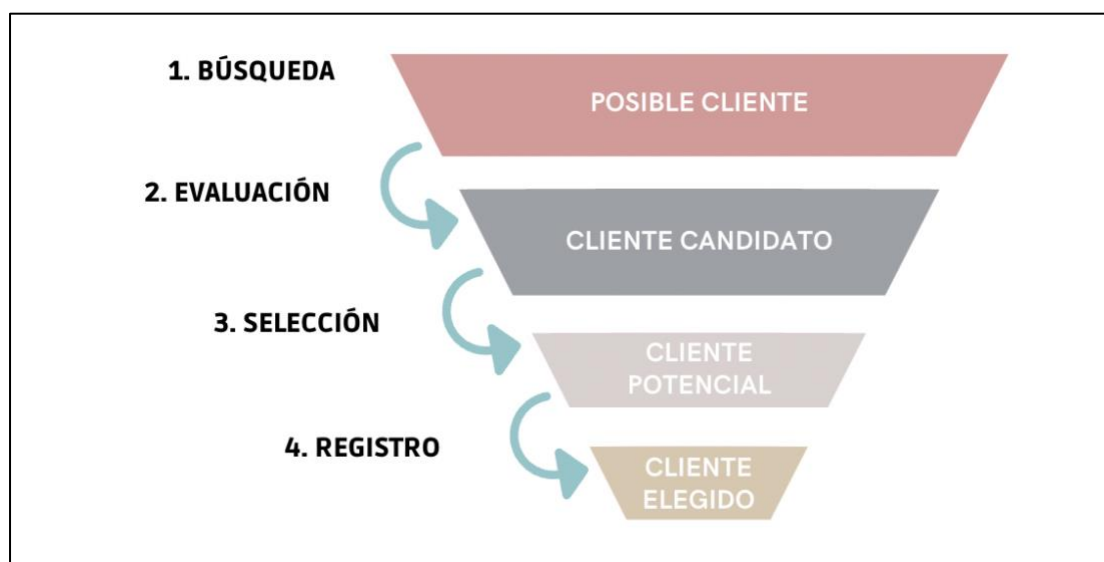 1. BÚSQUEDA
POSIBLE CLIENTE
2. EVALUACIÓN
CLIENTE CANDIDATO
3. SELECCIÓN
CLIENTE
POTENCIAL
4. REGISTRO
CLIENTE
ELEGIDO